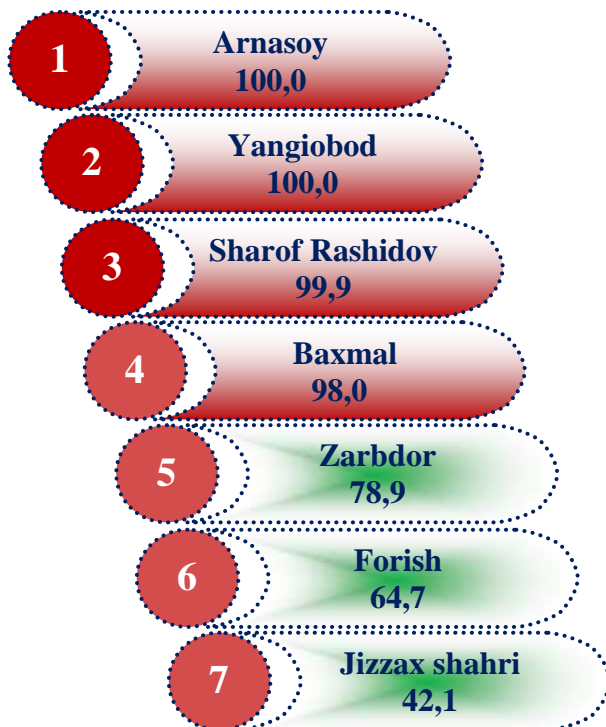 1
Arnasoy
100,0
2
Yangiobod
100,0
3
Sharof Rashidov
99,9
4
Baxmal
98,0
5
Zarbdor
78,9
6
Forish
64,7
7
Jizzax shahri
42,1